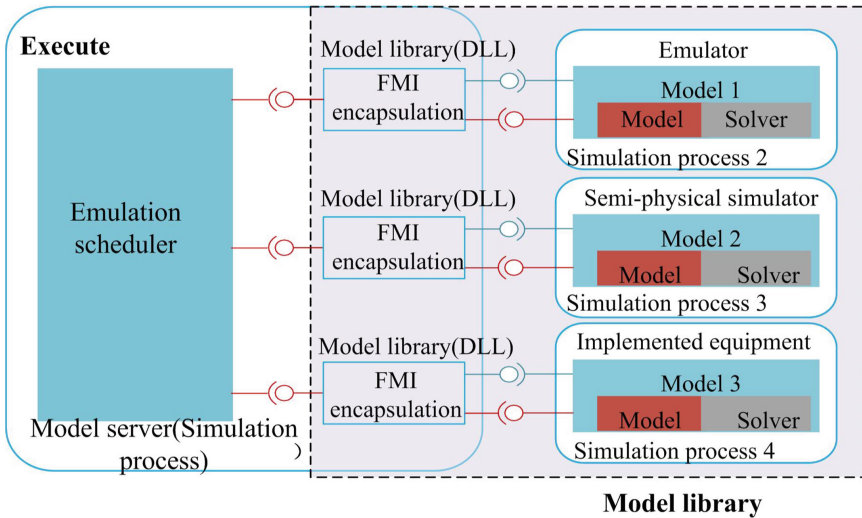 Execute
Emulation
scheduler
Model server(Simulation
process)
)
Model library(DLL)
FMI
encapsulation
Emulator
Model 1
Model Solver
Simulation process 2
Model library(DLL)
FMI
encapsulation
Semi-physical simulator
Model 2
Model Solver
Simulation process 3
Model library(DLL)
FMI
encapsulation
Implemented equipment
Model 3
Model Solver
Simulation process 4
Model library